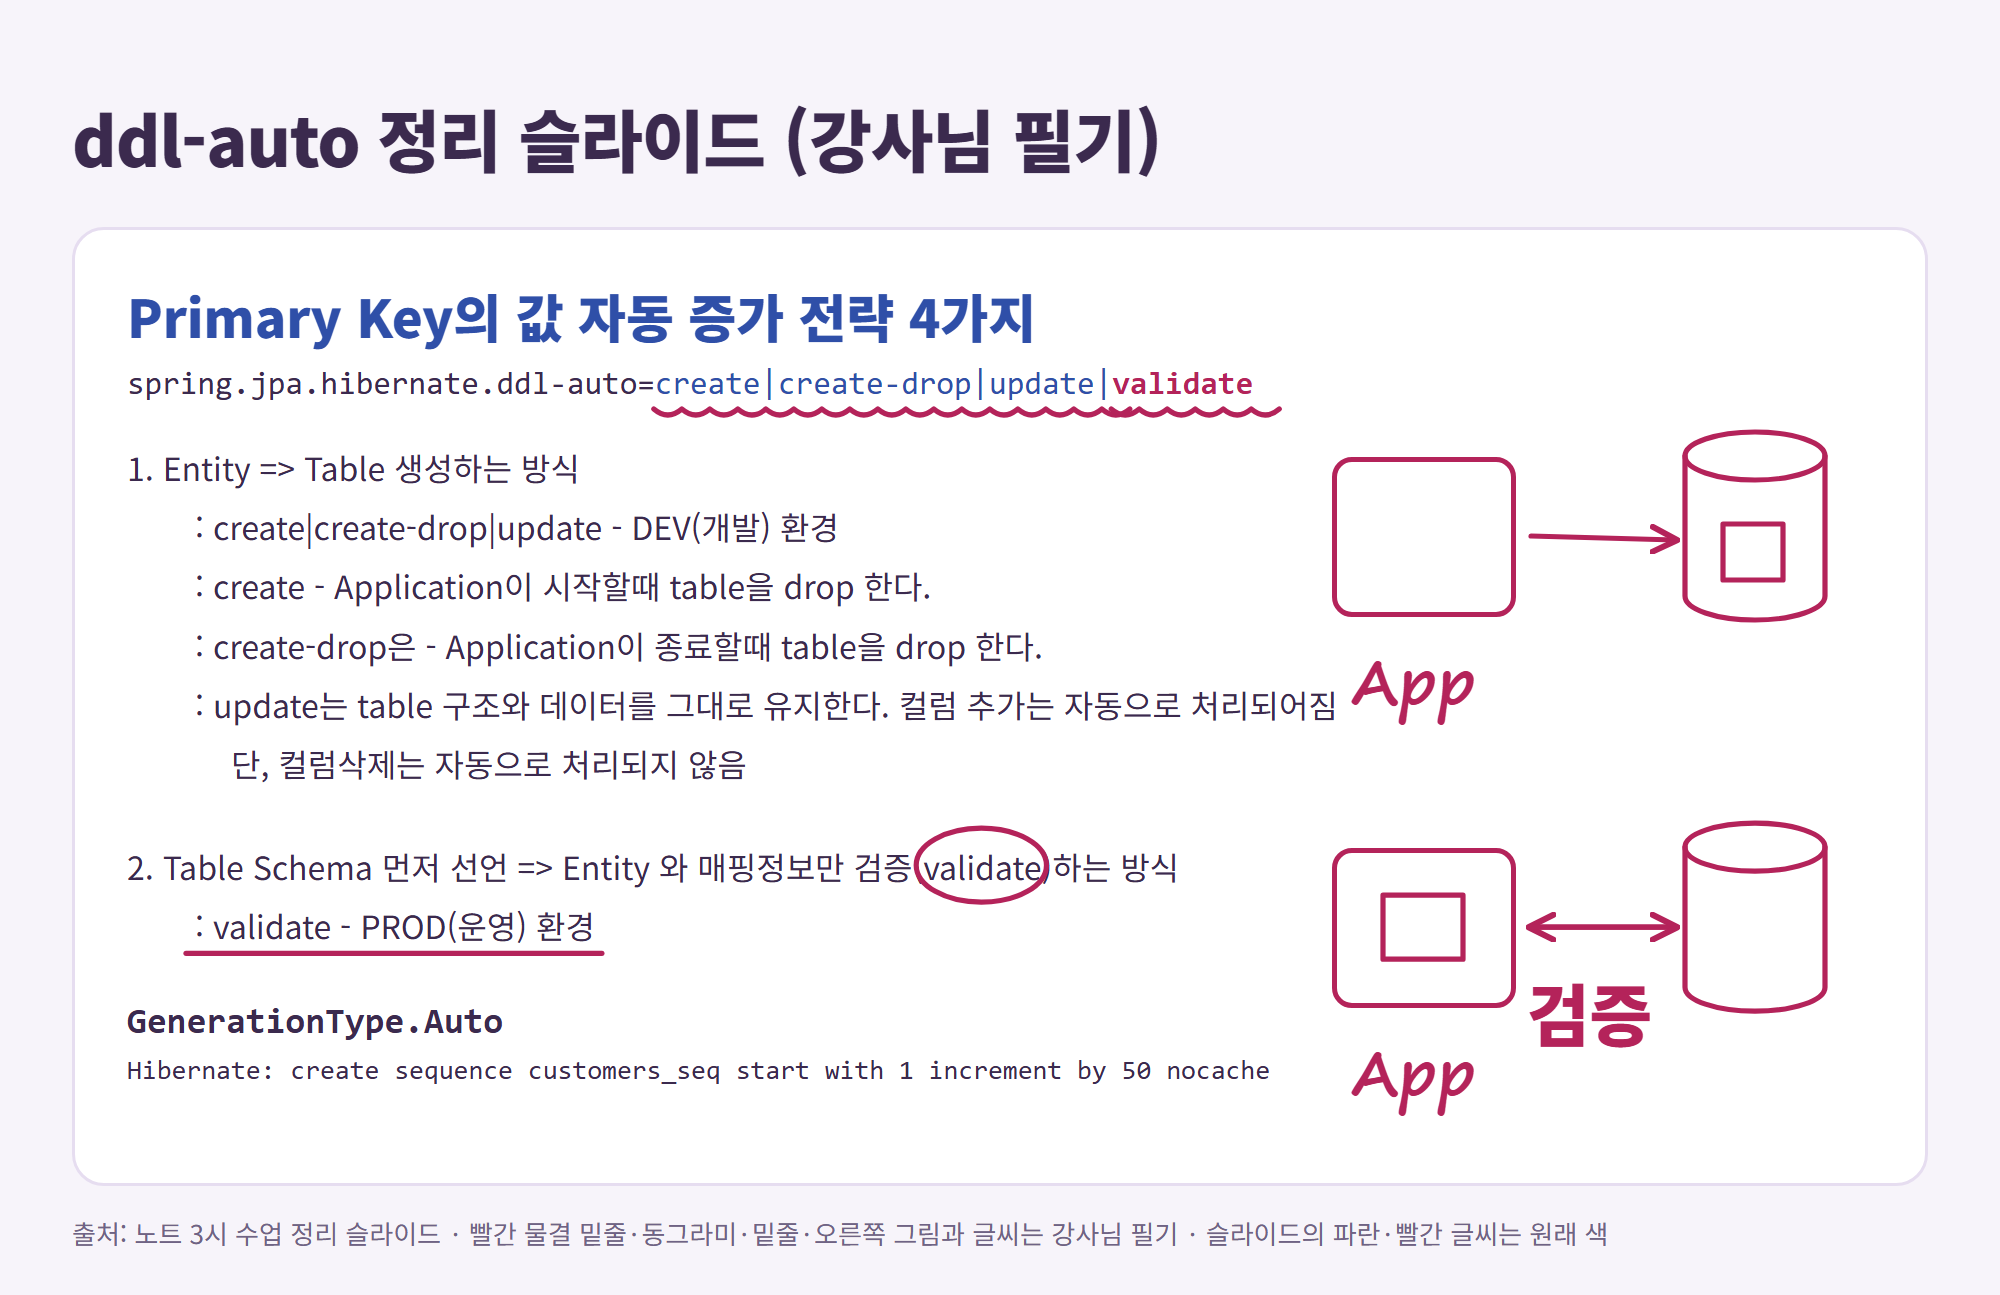 ddl-auto 정리 슬라이드 (강사님 필기)
Primary Key의 값 자동 증가 전략 4가지
spring.jpa.hibernate.ddl-auto=create|create-drop|update|validate
1. Entity => Table 생성하는 방식
: create|create-drop|update - DEV(개발) 환경
: create - Application이 시작할때 table을 drop 한다.
: create-drop은 - Application이 종료할때 table을 drop 한다.
: update는 table 구조와 데이터를 그대로 유지한다. 컬럼 추가는 자동으로 처리되어짐
단, 컬럼삭제는 자동으로 처리되지 않음
App
2. Table Schema 먼저 선언 => Entity 와 매핑정보만 검증(validate)하는 방식
: validate - PROD(운영) 환경
검증
App
GenerationType.Auto
Hibernate: create sequence customers_seq start with 1 increment by 50 nocache
출처: 노트 3시 수업 정리 슬라이드 · 빨간 물결 밑줄·동그라미·밑줄·오른쪽 그림과 글씨는 강사님 필기 · 슬라이드의 파란·빨간 글씨는 원래 색